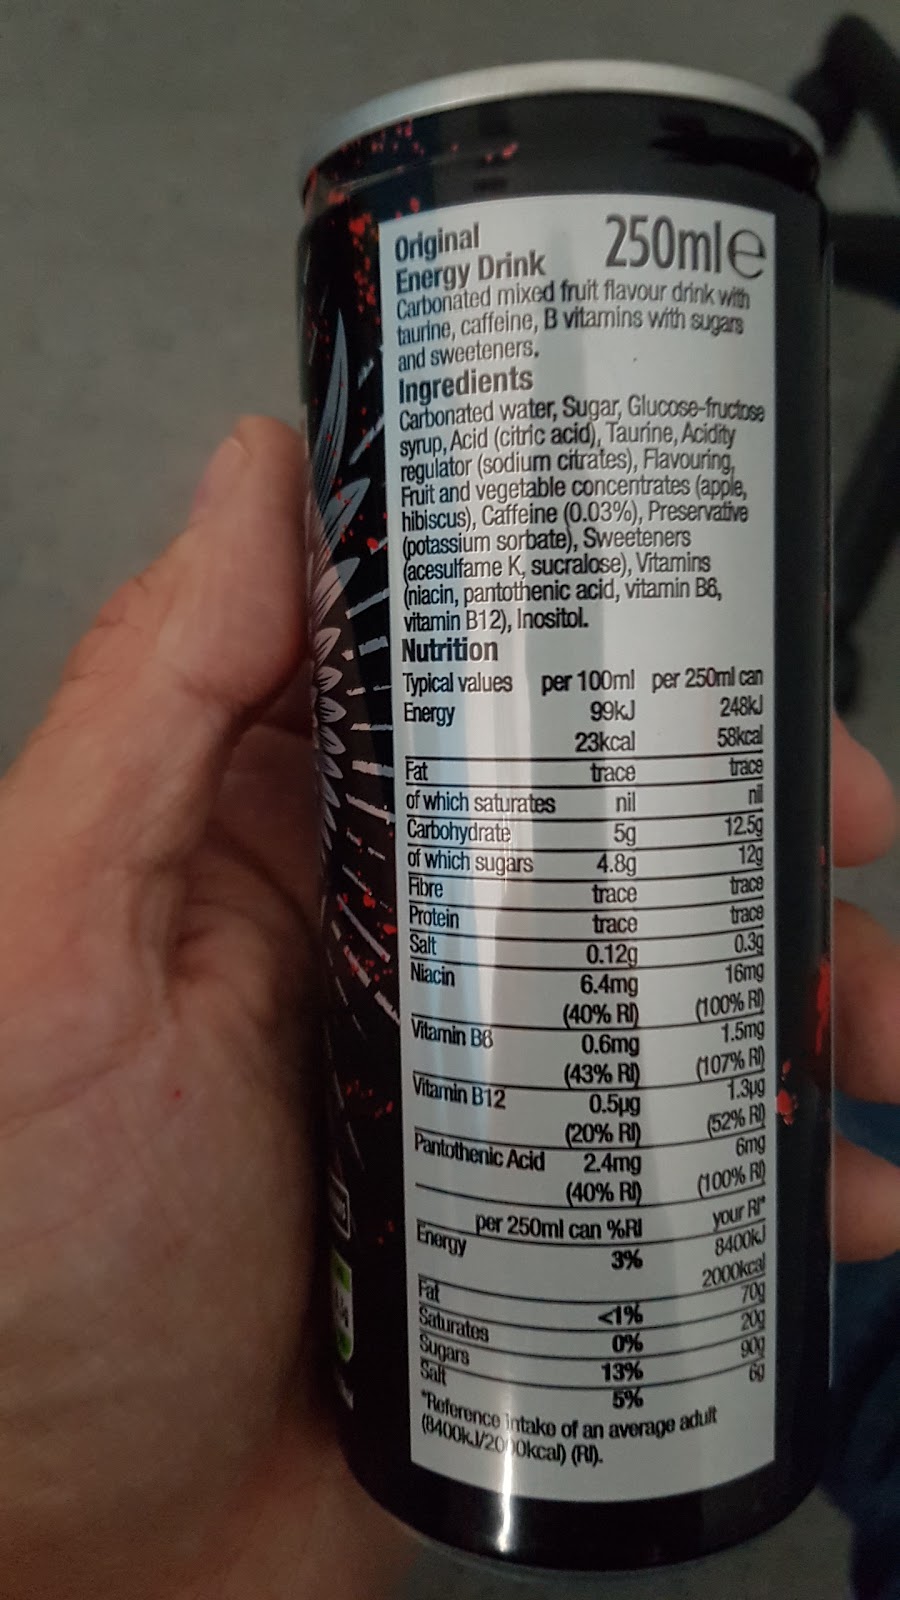 Original 250ml e
Energy Drink
Carbonated mixed fruit flavour drink with
taurine, caffeine, B vitamins with sugars
and sweeteners.
Ingredients
Carbonated water, Sugar, Glucose-fructose
syrup, Acid (citric acid), Taurine, Acidity
regulator (sodium citrates), Flavouring,
Fruit and vegetable concentrates (apple,
hibiscus), Caffeine (0.03%), Preservative
(potassium sorbate), Sweeteners
(acesulfame K, sucralose), Vitamins
(niacin, pantothenic acid, vitamin B6,
vitamin B12), Inositol.
Nutrition
Typical values per 100ml per 250ml can
Energy 99kJ 248kJ
23kcal 58kcal
Fat trace trace
of which saturates nil nil
Carbohydrate 5g 12.5g
of which sugars 4.8g 12g
Fibre trace trace
Protein trace trace
Salt 0.12g 0.3g
Niacin 6.4mg 16mg
(40% RI) (100% RI)
Vitamin B6 0.6mg 1.5mg
(43% RI) (107% RI)
Vitamin B12 0.5µg 1.3µg
(20% RI) (52% RI)
Pantothenic Acid 2.4mg 6mg
(40% RI) (100% RI)
per 250ml can %RI your RI*
Energy 3% 8400kJ
2000kcal
Fat <1% 70g
Saturates 0% 20g
Sugars 13% 90g
Salt 5% 6g
*Reference intake of an average adult
(8400kJ/2000kcal) (RI).